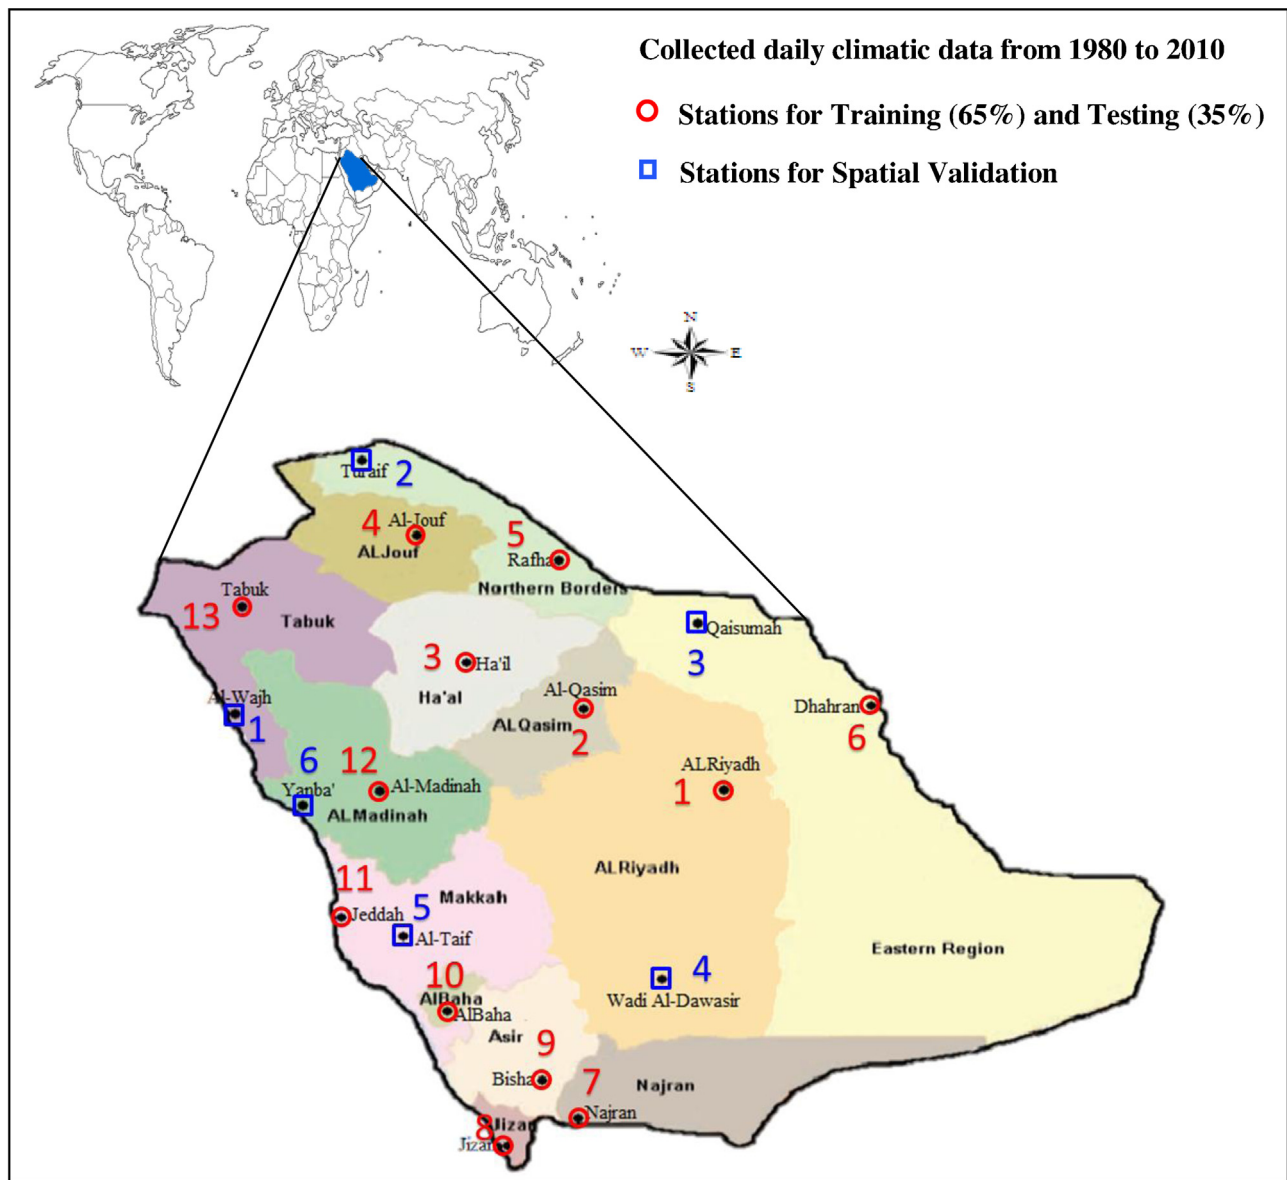 Collected daily climatic data from 1980 to 2010
Stations for Training (65%) and Testing (35%)
Stations for Spatial Validation
N
W
E
S
Turaif
2
4
Al-Jouf
ALJouf
5
Rafha
Northern Borders
Tabuk
13
Tabuk
Qaisumah
3
3
Ha'il
Ha'al
Al-Qasim
ALQasim
2
Al-Wajh
1
Dhahran
6
6
Yanba'
12
Al-Madinah
ALMadinah
ALRiyadh
1
ALRiyadh
11
Jeddah
Makkah
5
Al-Taif
Eastern Region
4
Wadi Al-Dawasir
10
AlBaha
AlBaha
Asir
9
Bisha
7
Najran
Najran
8
Jizan
Jizan